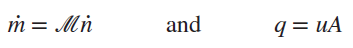 ṁ = ℳṅ and q = uA